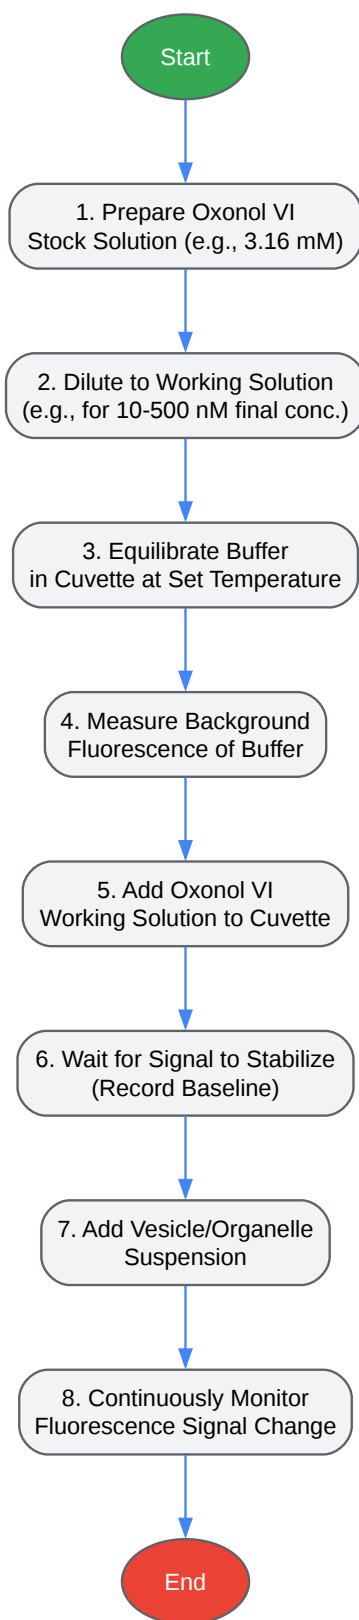 Start
1. Prepare Oxonol VI
Stock Solution (e.g., 3.16 mM)
2. Dilute to Working Solution
(e.g., for 10-500 nM final conc.)
3. Equilibrate Buffer
in Cuvette at Set Temperature
4. Measure Background
Fluorescence of Buffer
5. Add Oxonol VI
Working Solution to Cuvette
6. Wait for Signal to Stabilize
(Record Baseline)
7. Add Vesicle/Organelle
Suspension
8. Continuously Monitor
Fluorescence Signal Change
End